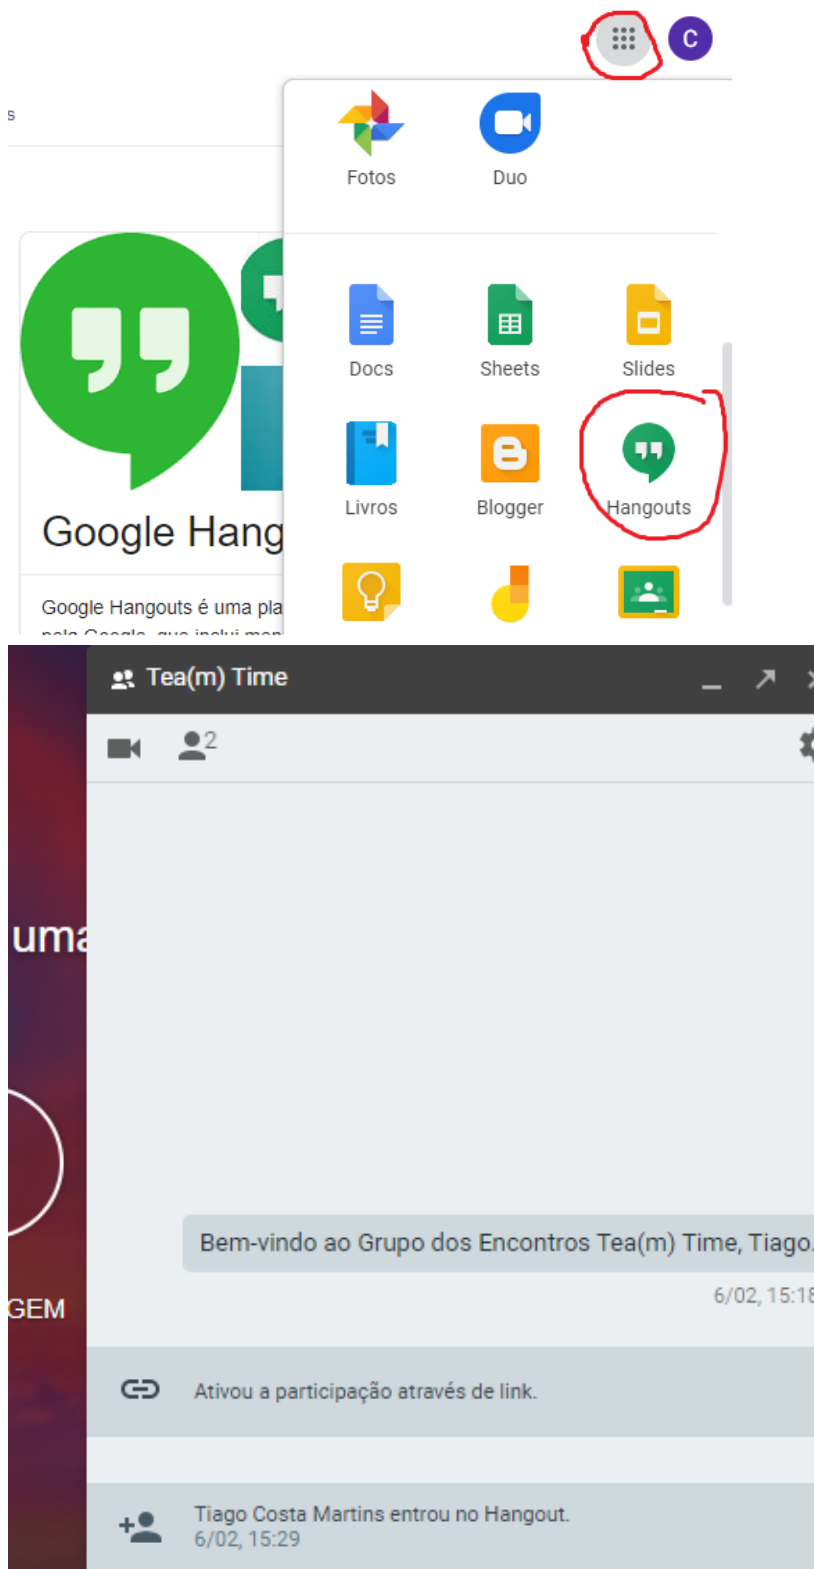 C
s
Fotos
Duo
Docs
Sheets
Slides
Livros
Blogger
Hangouts
Google Hang
Google Hangouts é uma pla
Tea(m) Time
2
uma
Bem-vindo ao Grupo dos Encontros Tea(m) Time, Tiago.
6/02, 15:18
GEM
Ativou a participação através de link.
Tiago Costa Martins entrou no Hangout.
6/02, 15:29